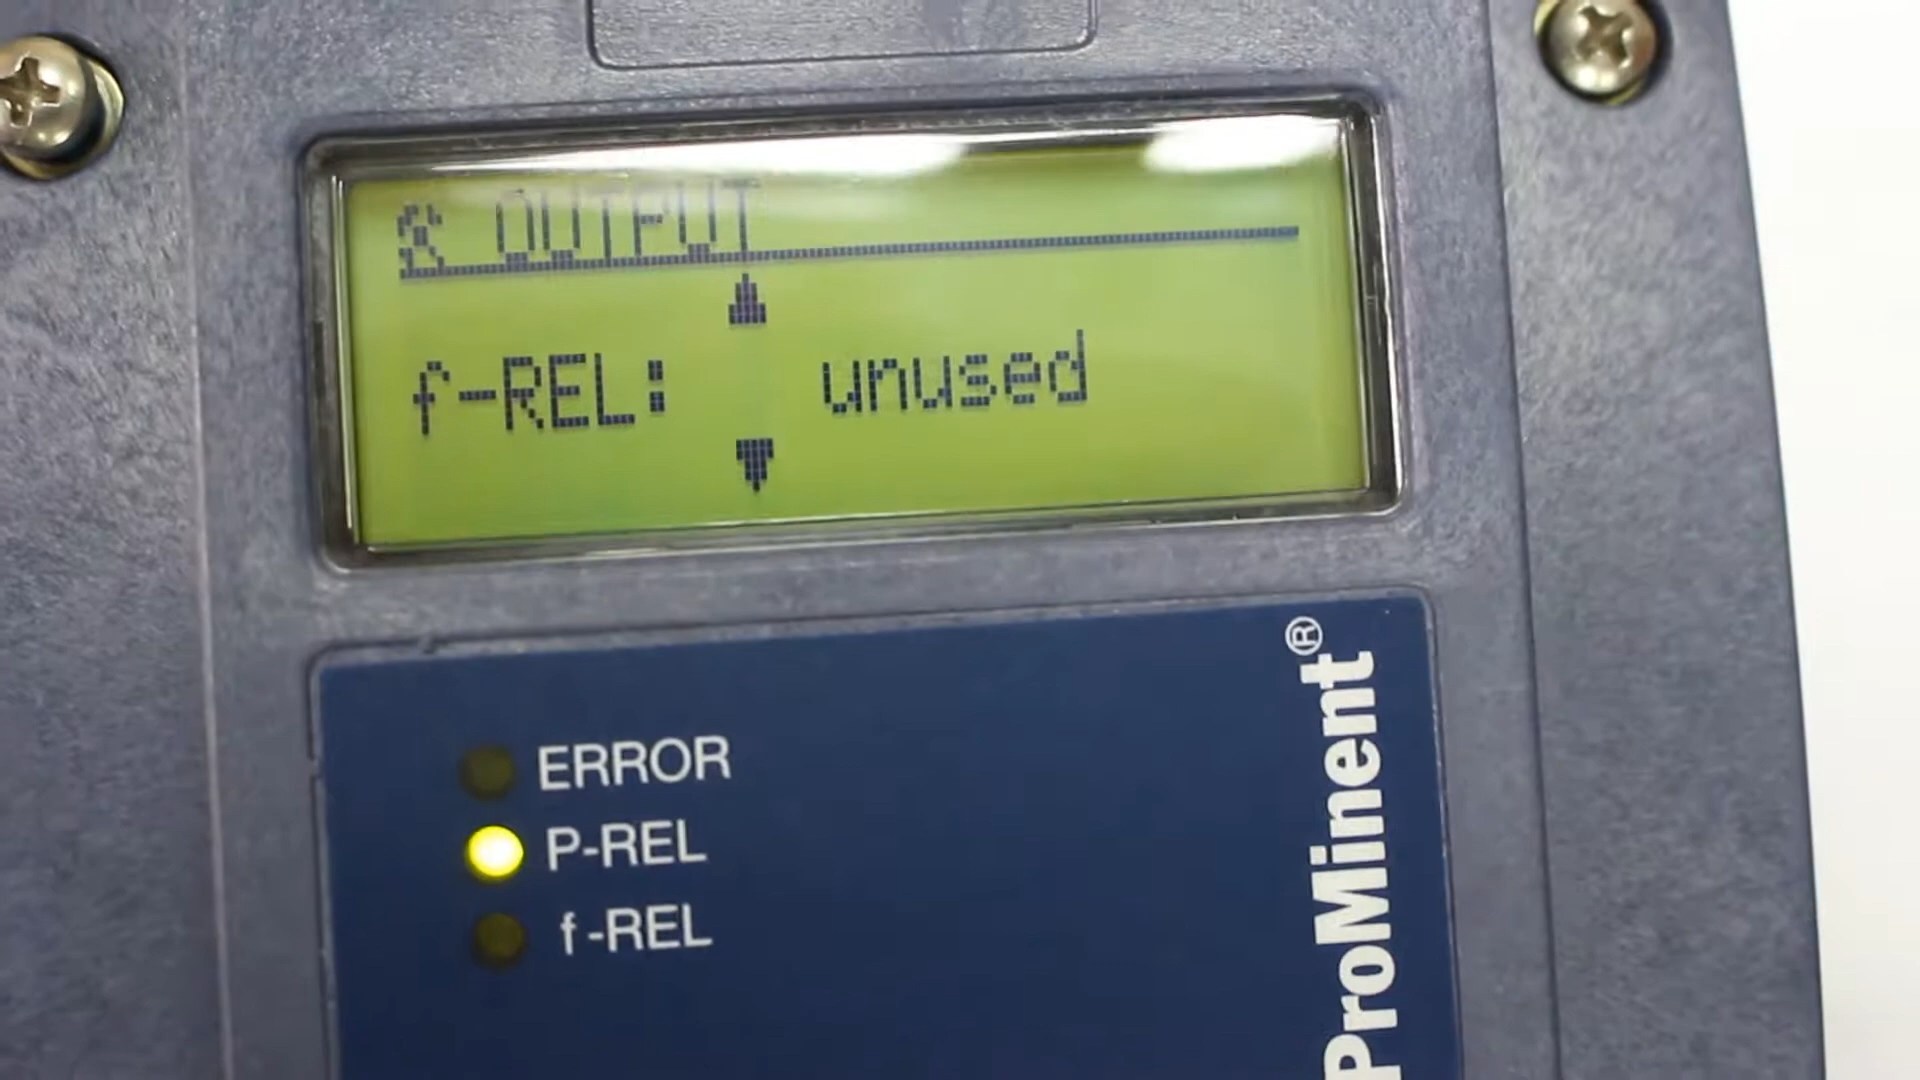 & OUTPUT
f-REL: unused
ERROR
P-REL
f-REL
ProMinent®